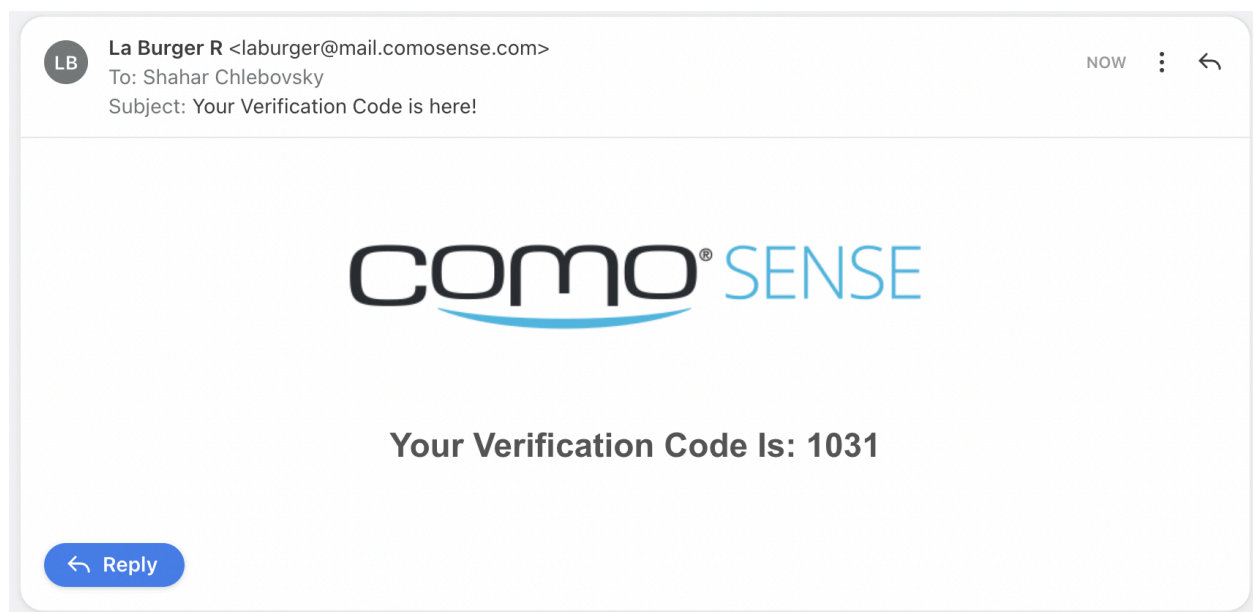 LB
La Burger R <laburger@mail.comosense.com>
NOW
To: Shahar Chlebovsky
Subject: Your Verification Code is here!
como® SENSE
Your Verification Code Is: 1031
Reply